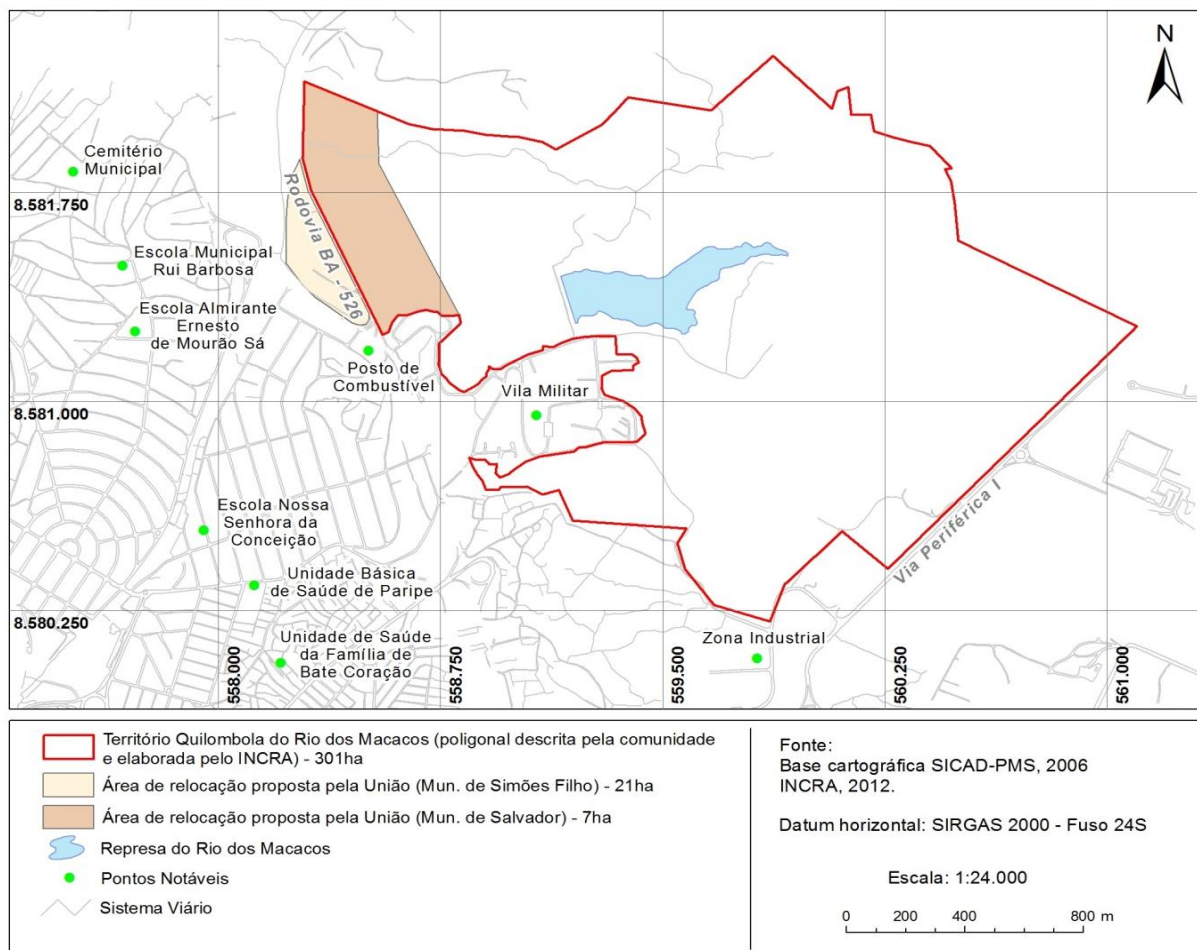 N
Cemitério
Municipal
8.581.750
Rodovia BA - 526
Escola Municipal
Rui Barbosa
Escola Almirante
Ernesto
de Mourão Sá
Posto de
Combustível
Vila Militar
8.581.000
Via Periférica I
Escola Nossa
Senhora da
Conceição
Unidade Básica
de Saúde de Paripe
8.580.250
Unidade de Saúde
da Família de
Bate Coração
Zona Industrial
558.000
558.750
559.500
560.250
561.000
Território Quilombola do Rio dos Macacos (poligonal descrita pela comunidade
e elaborada pelo INCRA) - 301ha
Área de relocação proposta pela União (Mun. de Simões Filho) - 21ha
Área de relocação proposta pela União (Mun. de Salvador) - 7ha
Represa do Rio dos Macacos
Pontos Notáveis
Sistema Viário
Fonte:
Base cartográfica SICAD-PMS, 2006
INCRA, 2012.
Datum horizontal: SIRGAS 2000 - Fuso 24S
Escala: 1:24.000
0 200 400 800 m